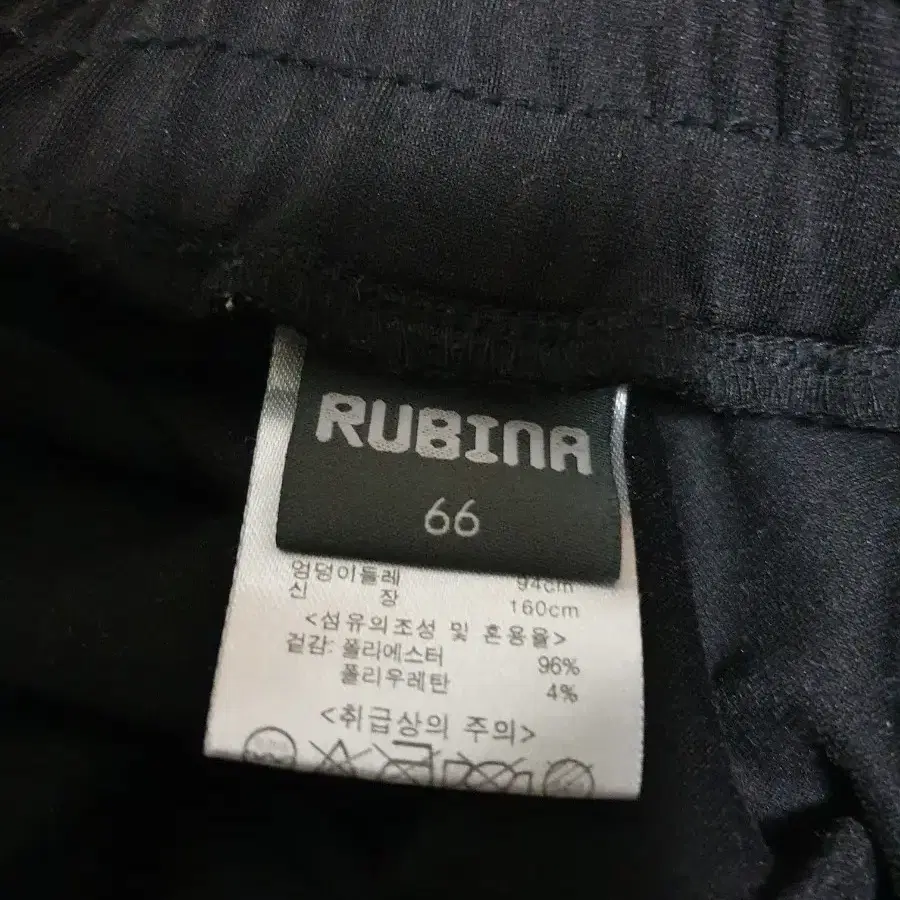 RUBINA
66
엉덩이둘레 94cm
신 장 160cm
<섬유의조성 및 혼용율>
겉감: 폴리에스터 96%
폴리우레탄 4%
<취급상의 주의>